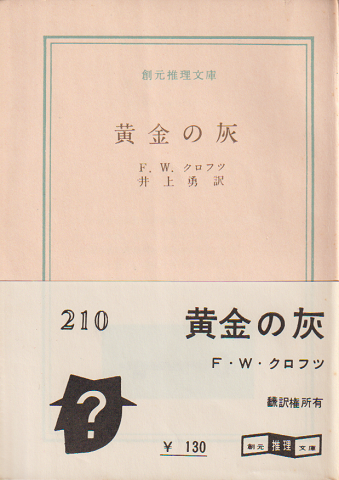 創元推理文庫
黄金の灰
F. W. クロフツ
井上勇訳
210
黄金の灰
F・W・クロフツ
飜訳権所有
?
¥ 130
創元 推理 文庫